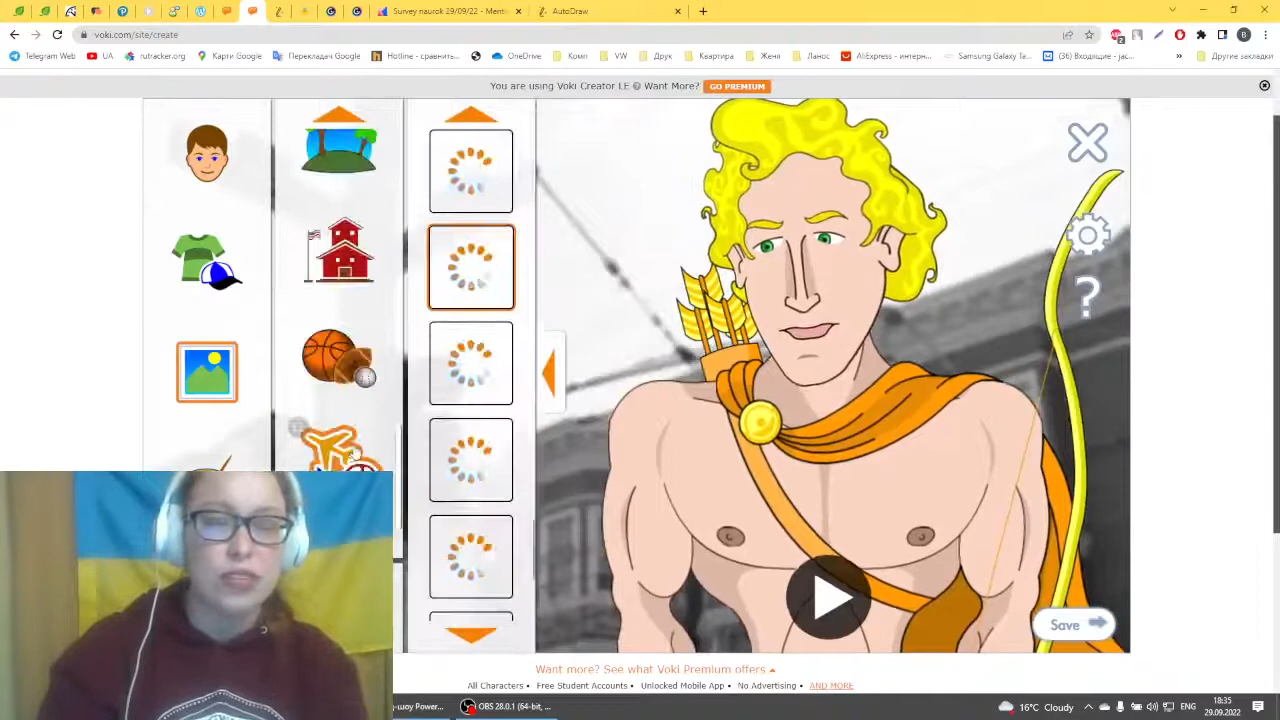 Survey naurok 29/09/22 - Menti
AutoDraw
voki.com/site/create
Telegram Web
UA
rutracker.org
Карти Google
Перекладач Google
Hotline - сравнить...
OneDrive
VW
Друк
Квартира
Женя
Ланос
AliExpress - интерн...
Samsung Galaxy Ta...
(36) Входящие - jac...
Другие закладки
You are using Voki Creator LE ? Want More? GO PREMIUM
?
Save
Want more? See what Voki Premium offers
All Characters • Free Student Accounts • Unlocked Mobile App • No Advertising • AND MORE
-woy Power...
OBS 28.0.1 (64-bit, ...
16°C Cloudy
18:35
29.09.2022